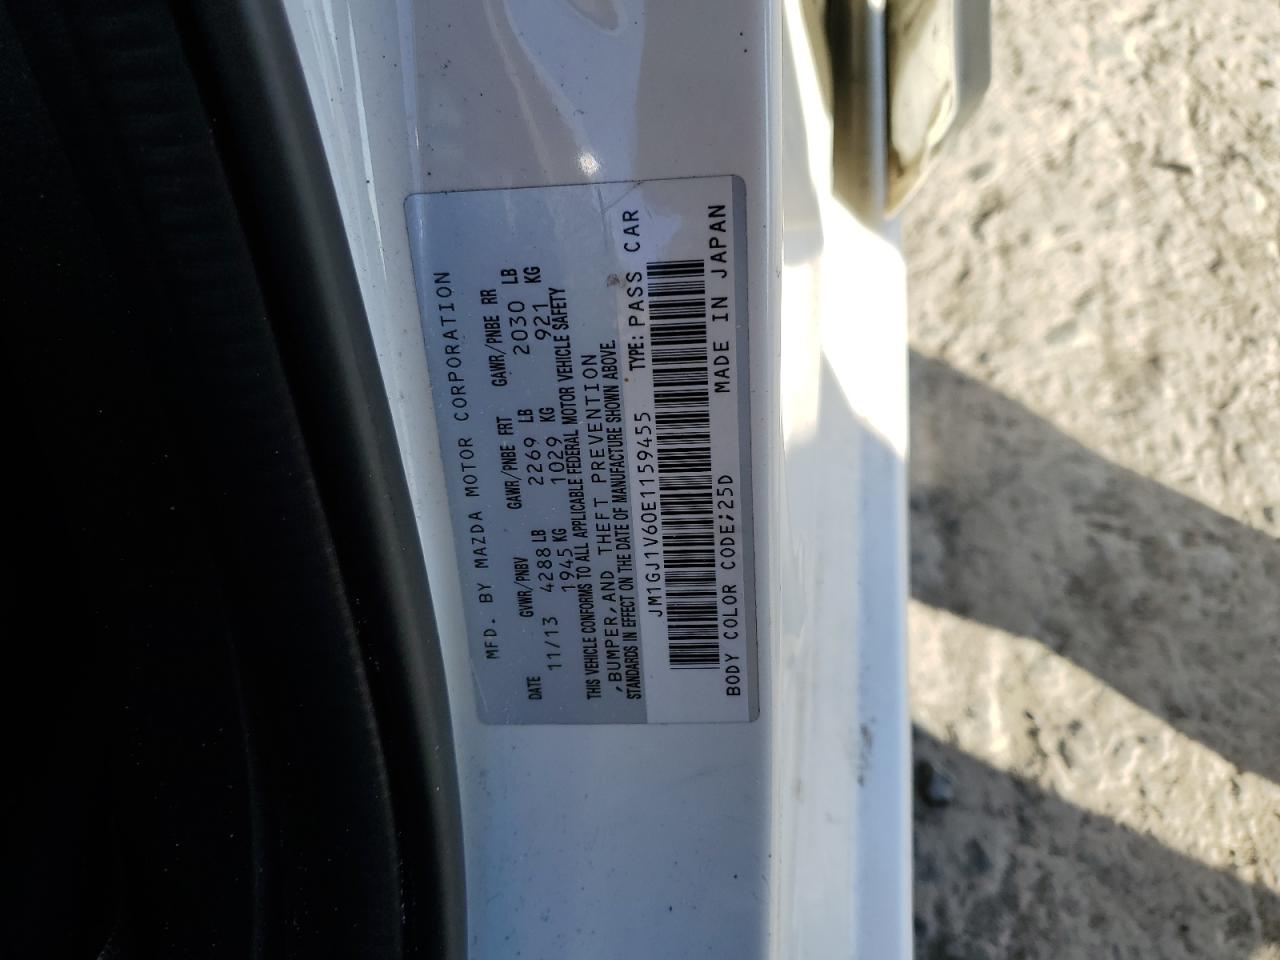 MFD. BY MAZDA MOTOR CORPORATION
DATE GVWR/PNBV GAWR/PNBE FRT GAWR/PNBE RR
11/13 4288 LB 2269 LB 2030 LB
1945 KG 1029 KG 921 KG
THIS VEHICLE CONFORMS TO ALL APPLICABLE FEDERAL MOTOR VEHICLE SAFETY
,BUMPER,AND THEFT PREVENTION
STANDARDS IN EFFECT ON THE DATE OF MANUFACTURE SHOWN ABOVE.
JM1GJ1V60E1159455 TYPE: PASS CAR
BODY COLOR CODE;25D MADE IN JAPAN